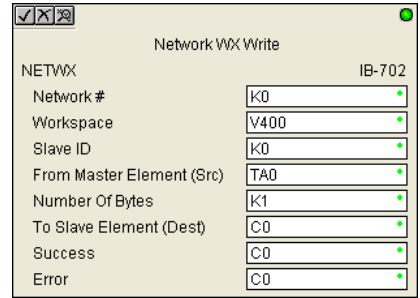 Network WX Write
NETWX IB-702
Network # K0
Workspace V400
Slave ID K0
From Master Element (Src) TA0
Number Of Bytes K1
To Slave Element (Dest) C0
Success C0
Error C0